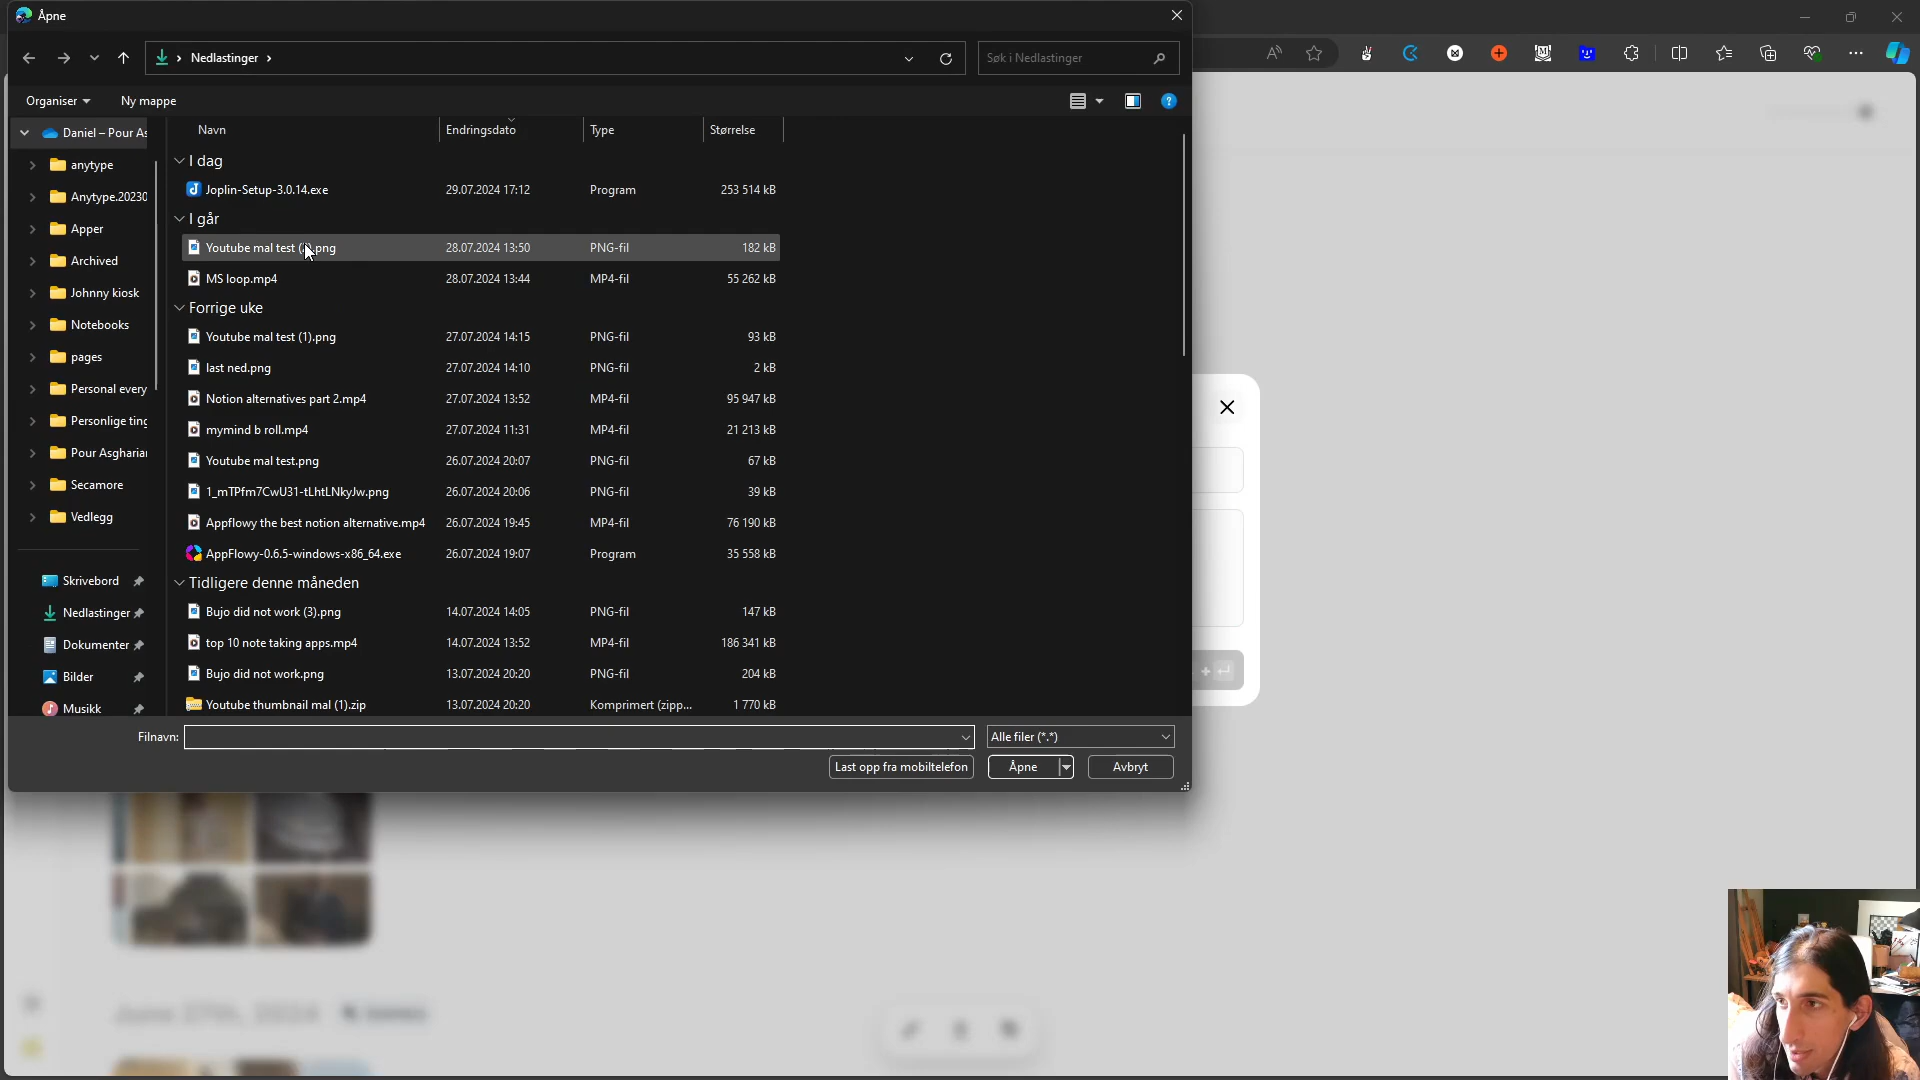 Åpne
Nedlastinger
Søk i Nedlastinger
Organiser
Ny mappe
Daniel – Pour As
anytype
Anytype.20230
Apper
Archived
Johnny kiosk
Notebooks
pages
Personal every
Personlige ting
Pour Asgharian
Secamore
Vedlegg
Skrivebord
Nedlastinger
Dokumenter
Bilder
Musikk
Navn Endringsdato Type Størrelse
I dag
Joplin-Setup-3.0.14.exe 29.07.2024 17:12 Program 253 514 kB
I går
Youtube mal test ( ).png 28.07.2024 13:50 PNG-fil 182 kB
MS loop.mp4 28.07.2024 13:44 MP4-fil 55 262 kB
Forrige uke
Youtube mal test (1).png 27.07.2024 14:15 PNG-fil 93 kB
last ned.png 27.07.2024 14:10 PNG-fil 2 kB
Notion alternatives part 2.mp4 27.07.2024 13:52 MP4-fil 95 947 kB
mymind b roll.mp4 27.07.2024 11:31 MP4-fil 21 213 kB
Youtube mal test.png 26.07.2024 20:07 PNG-fil 67 kB
1_mTPfm7CwU31-tLhtLNkyJw.png 26.07.2024 20:06 PNG-fil 39 kB
Appflowy the best notion alternative.mp4 26.07.2024 19:45 MP4-fil 76 190 kB
AppFlowy-0.6.5-windows-x86_64.exe 26.07.2024 19:07 Program 35 558 kB
Tidligere denne måneden
Bujo did not work (3).png 14.07.2024 14:05 PNG-fil 147 kB
top 10 note taking apps.mp4 14.07.2024 13:52 MP4-fil 186 341 kB
Bujo did not work.png 13.07.2024 20:20 PNG-fil 204 kB
Youtube thumbnail mal (1).zip 13.07.2024 20:20 Komprimert (zipp... 1 770 kB
Filnavn:
Alle filer (*.*)
Last opp fra mobiltelefon
Åpne
Avbryt
June 27th, 2024